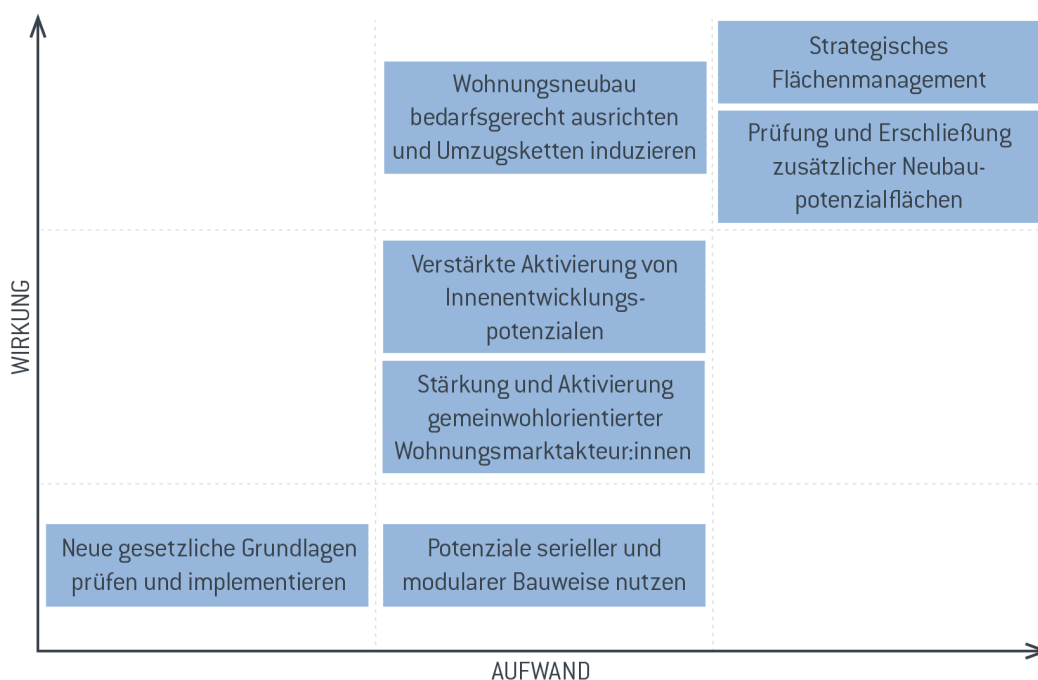 Strategisches
Flächenmanagement
Wohnungsneubau
bedarfsgerecht ausrichten
und Umzugsketten induzieren
Prüfung und Erschließung
zusätzlicher Neubau-
potenzialflächen
Verstärkte Aktivierung von
Innenentwicklungs-
potenzialen
WIRKUNG
Stärkung und Aktivierung
gemeinwohlorientierter
Wohnungsmarktakteur:innen
Neue gesetzliche Grundlagen
prüfen und implementieren
Potenziale serieller und
modularer Bauweise nutzen
AUFWAND